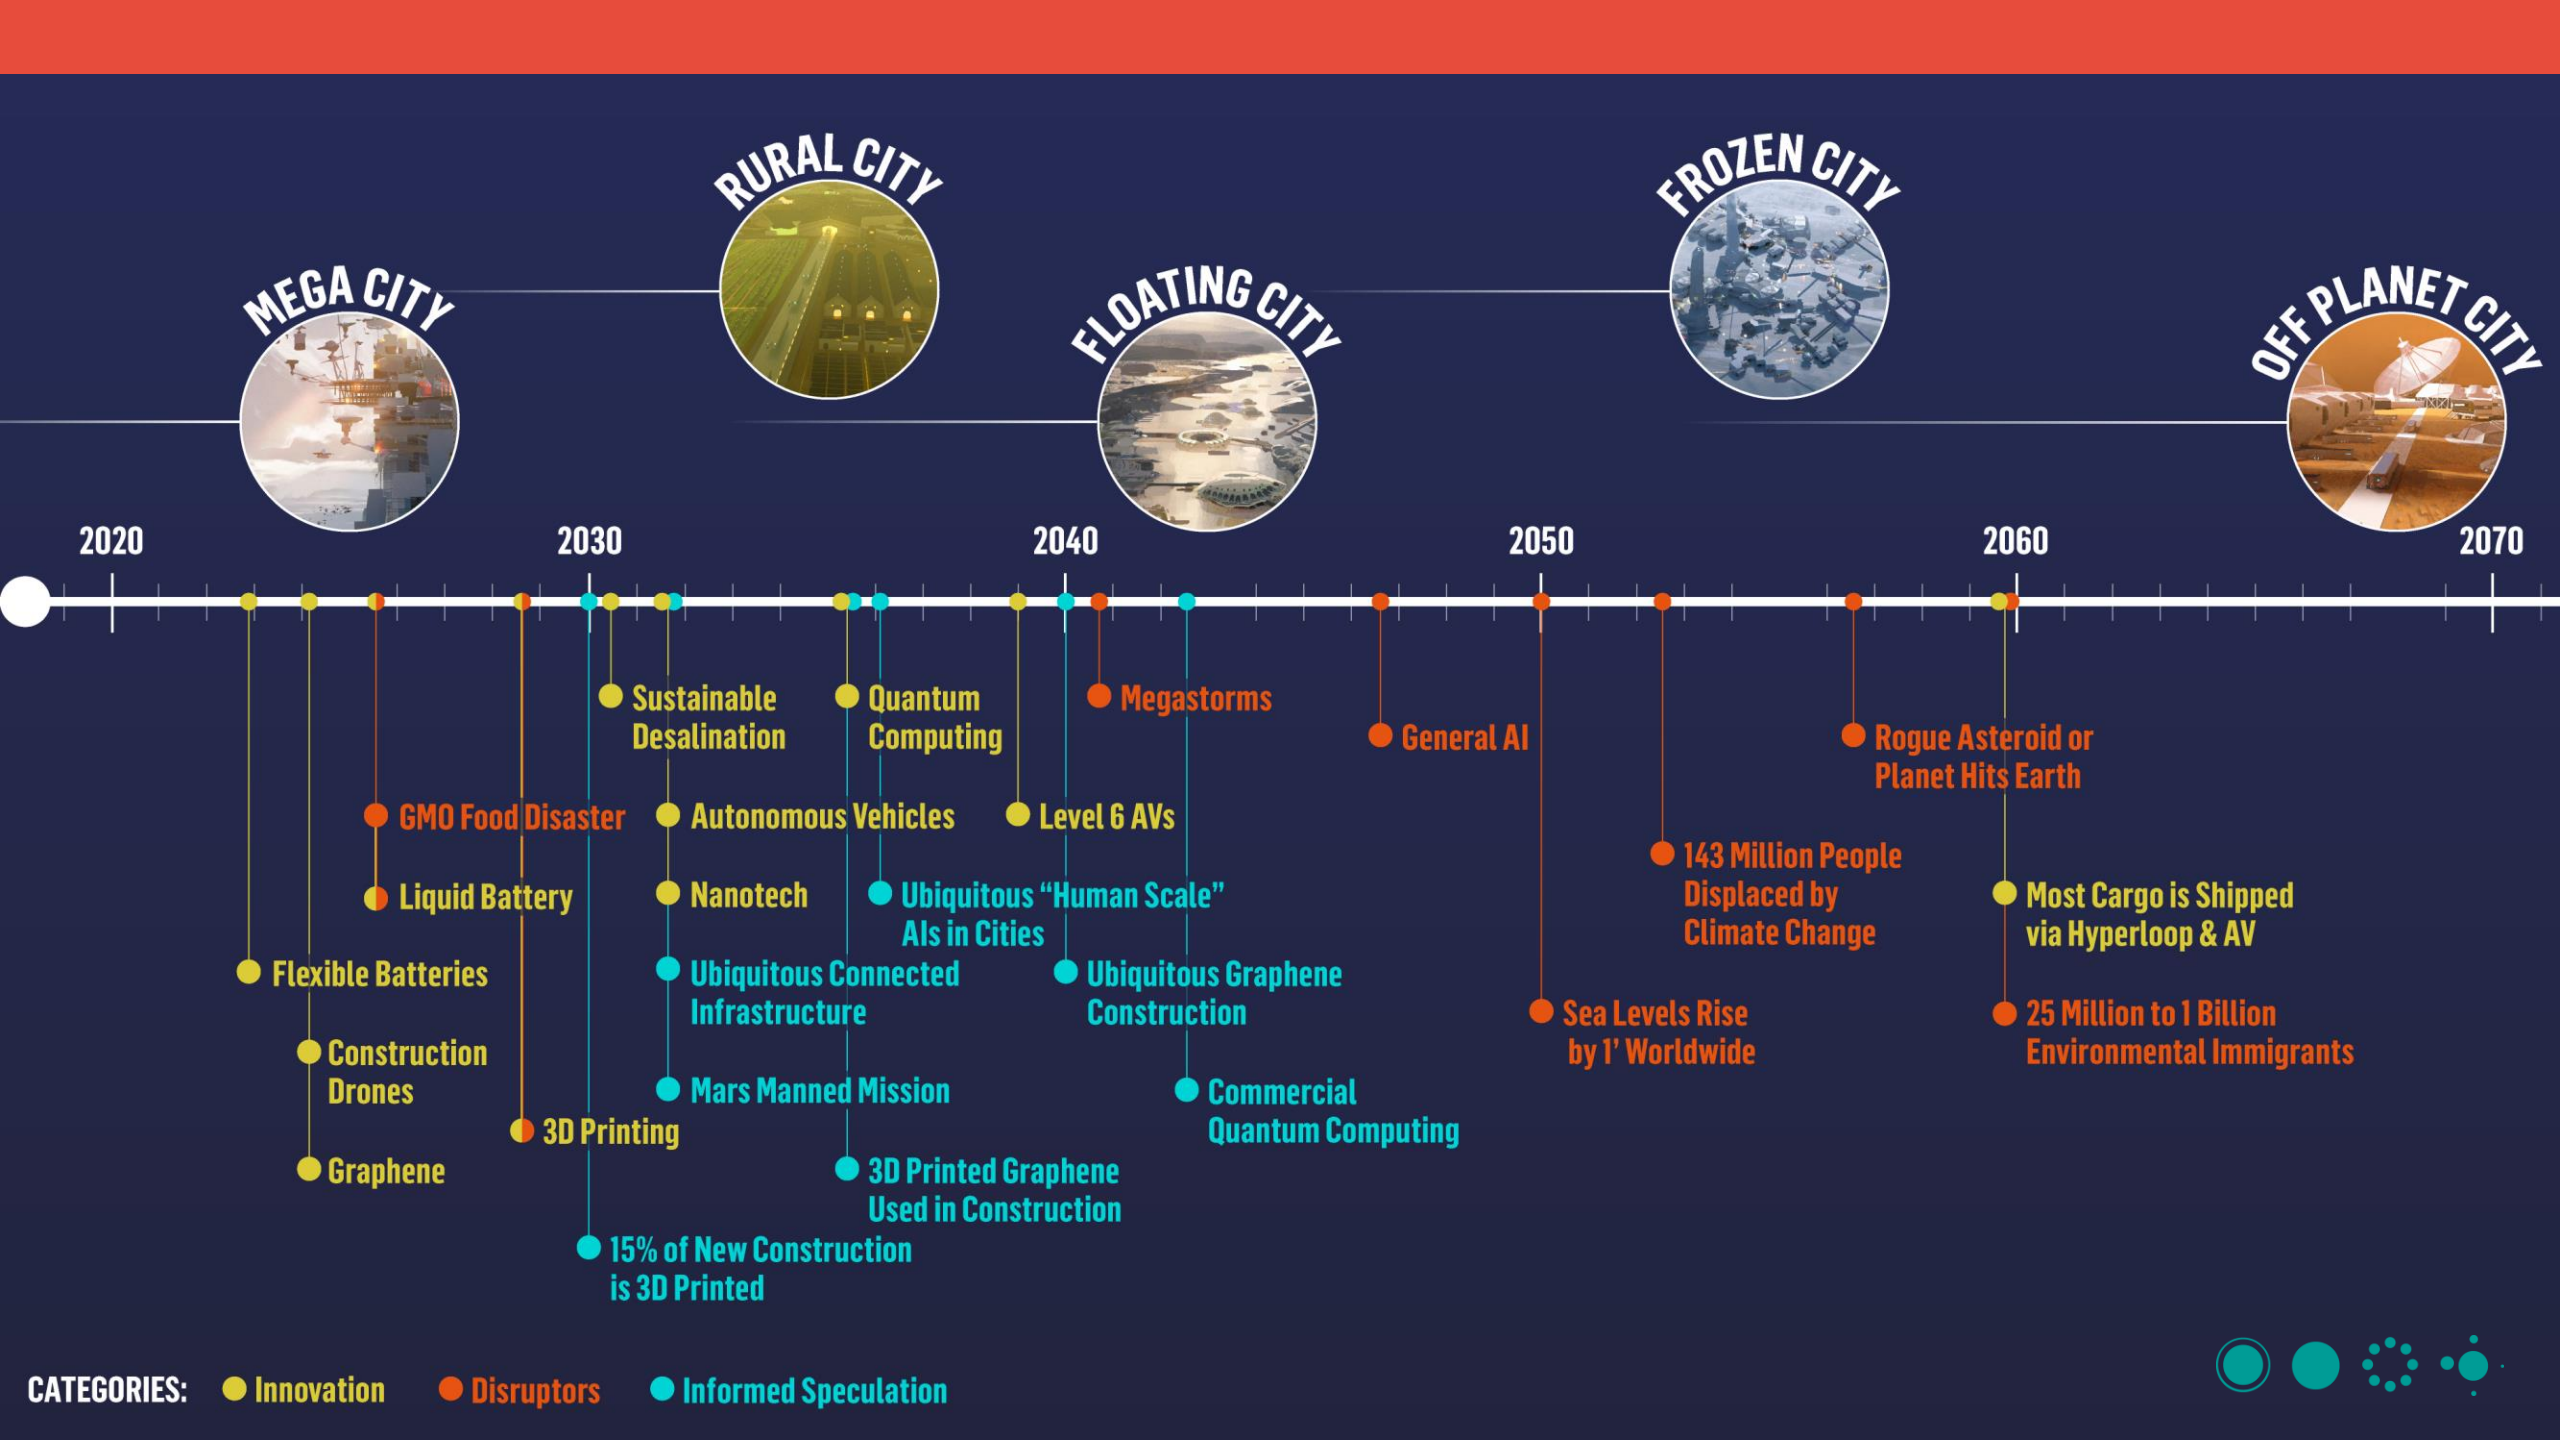 RURAL CITY
FROZEN CITY
MEGA CITY
FLOATING CITY
OFF PLANET CITY
2020
2030
2040
2050
2060
2070
Sustainable
Desalination
Quantum
Computing
Megastorms
General AI
Rogue Asteroid or
Planet Hits Earth
GMO Food Disaster
Autonomous Vehicles
Level 6 AVs
143 Million People
Displaced by
Climate Change
Liquid Battery
Nanotech
Ubiquitous “Human Scale”
AIs in Cities
Most Cargo is Shipped
via Hyperloop & AV
Flexible Batteries
Ubiquitous Connected
Infrastructure
Ubiquitous Graphene
Construction
Sea Levels Rise
by 1’ Worldwide
25 Million to 1 Billion
Environmental Immigrants
Construction
Drones
Mars Manned Mission
Commercial
Quantum Computing
3D Printing
Graphene
3D Printed Graphene
Used in Construction
15% of New Construction
is 3D Printed
CATEGORIES:
Innovation
Disruptors
Informed Speculation